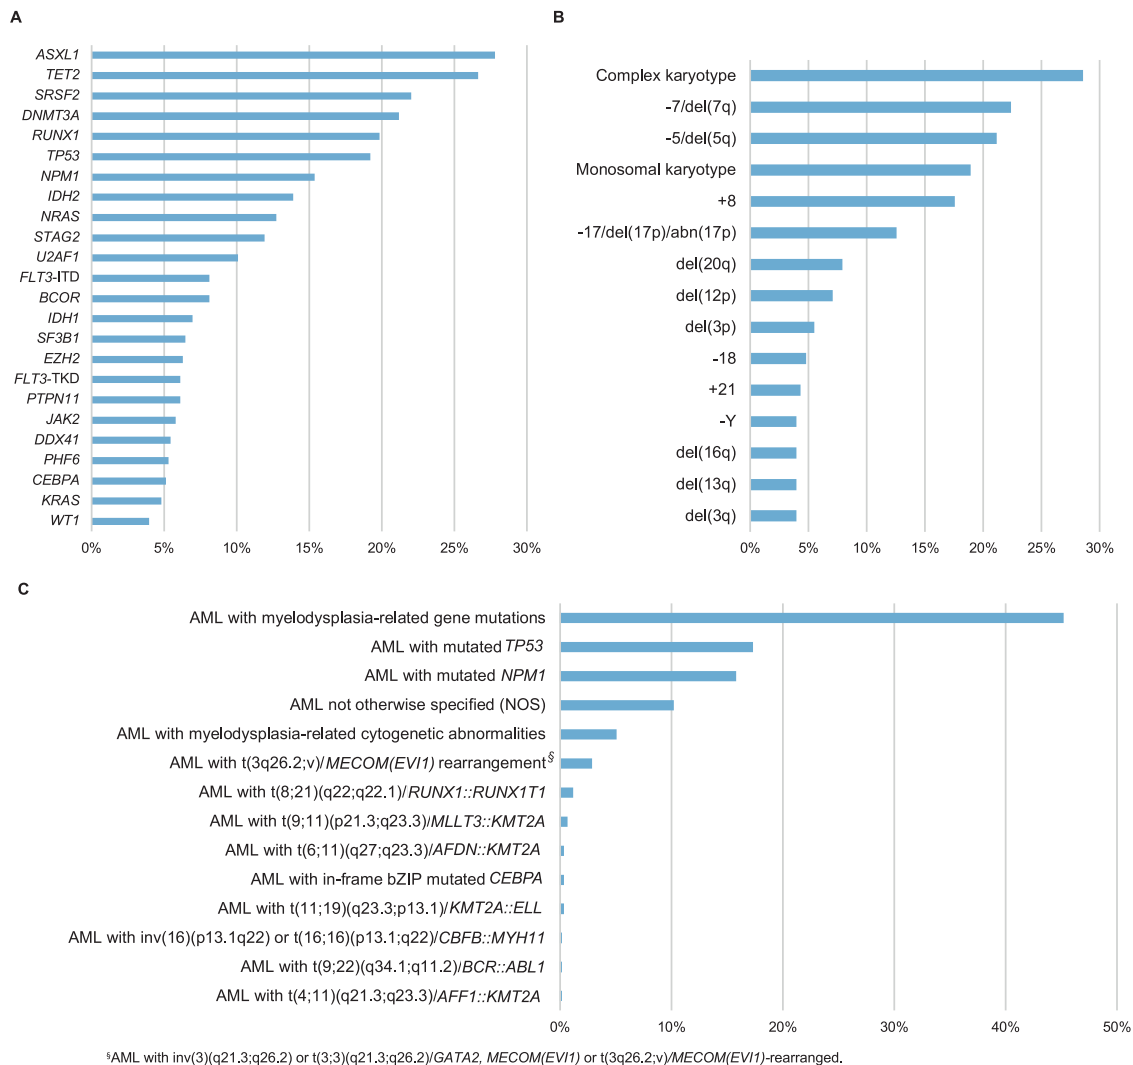 A
ASXL1
TET2
SRSF2
DNMT3A
RUNX1
TP53
NPM1
IDH2
NRAS
STAG2
U2AF1
FLT3-ITD
BCOR
IDH1
SF3B1
EZH2
FLT3-TKD
PTPN11
JAK2
DDX41
PHF6
CEBPA
KRAS
WT1
0% 5% 10% 15% 20% 25% 30%
B
Complex karyotype
-7/del(7q)
-5/del(5q)
Monosomal karyotype
+8
-17/del(17p)/abn(17p)
del(20q)
del(12p)
del(3p)
-18
+21
-Y
del(16q)
del(13q)
del(3q)
0% 5% 10% 15% 20% 25% 30%
C
AML with myelodysplasia-related gene mutations
AML with mutated TP53
AML with mutated NPM1
AML not otherwise specified (NOS)
AML with myelodysplasia-related cytogenetic abnormalities
AML with t(3q26.2;v)/MECOM(EVI1) rearrangement§
AML with t(8;21)(q22;q22.1)/RUNX1::RUNX1T1
AML with t(9;11)(p21.3;q23.3)/MLLT3::KMT2A
AML with t(6;11)(q27;q23.3)/AFDN::KMT2A
AML with in-frame bZIP mutated CEBPA
AML with t(11;19)(q23.3;p13.1)/KMT2A::ELL
AML with inv(16)(p13.1q22) or t(16;16)(p13.1;q22)/CBFB::MYH11
AML with t(9;22)(q34.1;q11.2)/BCR::ABL1
AML with t(4;11)(q21.3;q23.3)/AFF1::KMT2A
0% 10% 20% 30% 40% 50%
§AML with inv(3)(q21.3;q26.2) or t(3;3)(q21.3;q26.2)/GATA2, MECOM(EVI1) or t(3q26.2;v)/MECOM(EVI1)-rearranged.